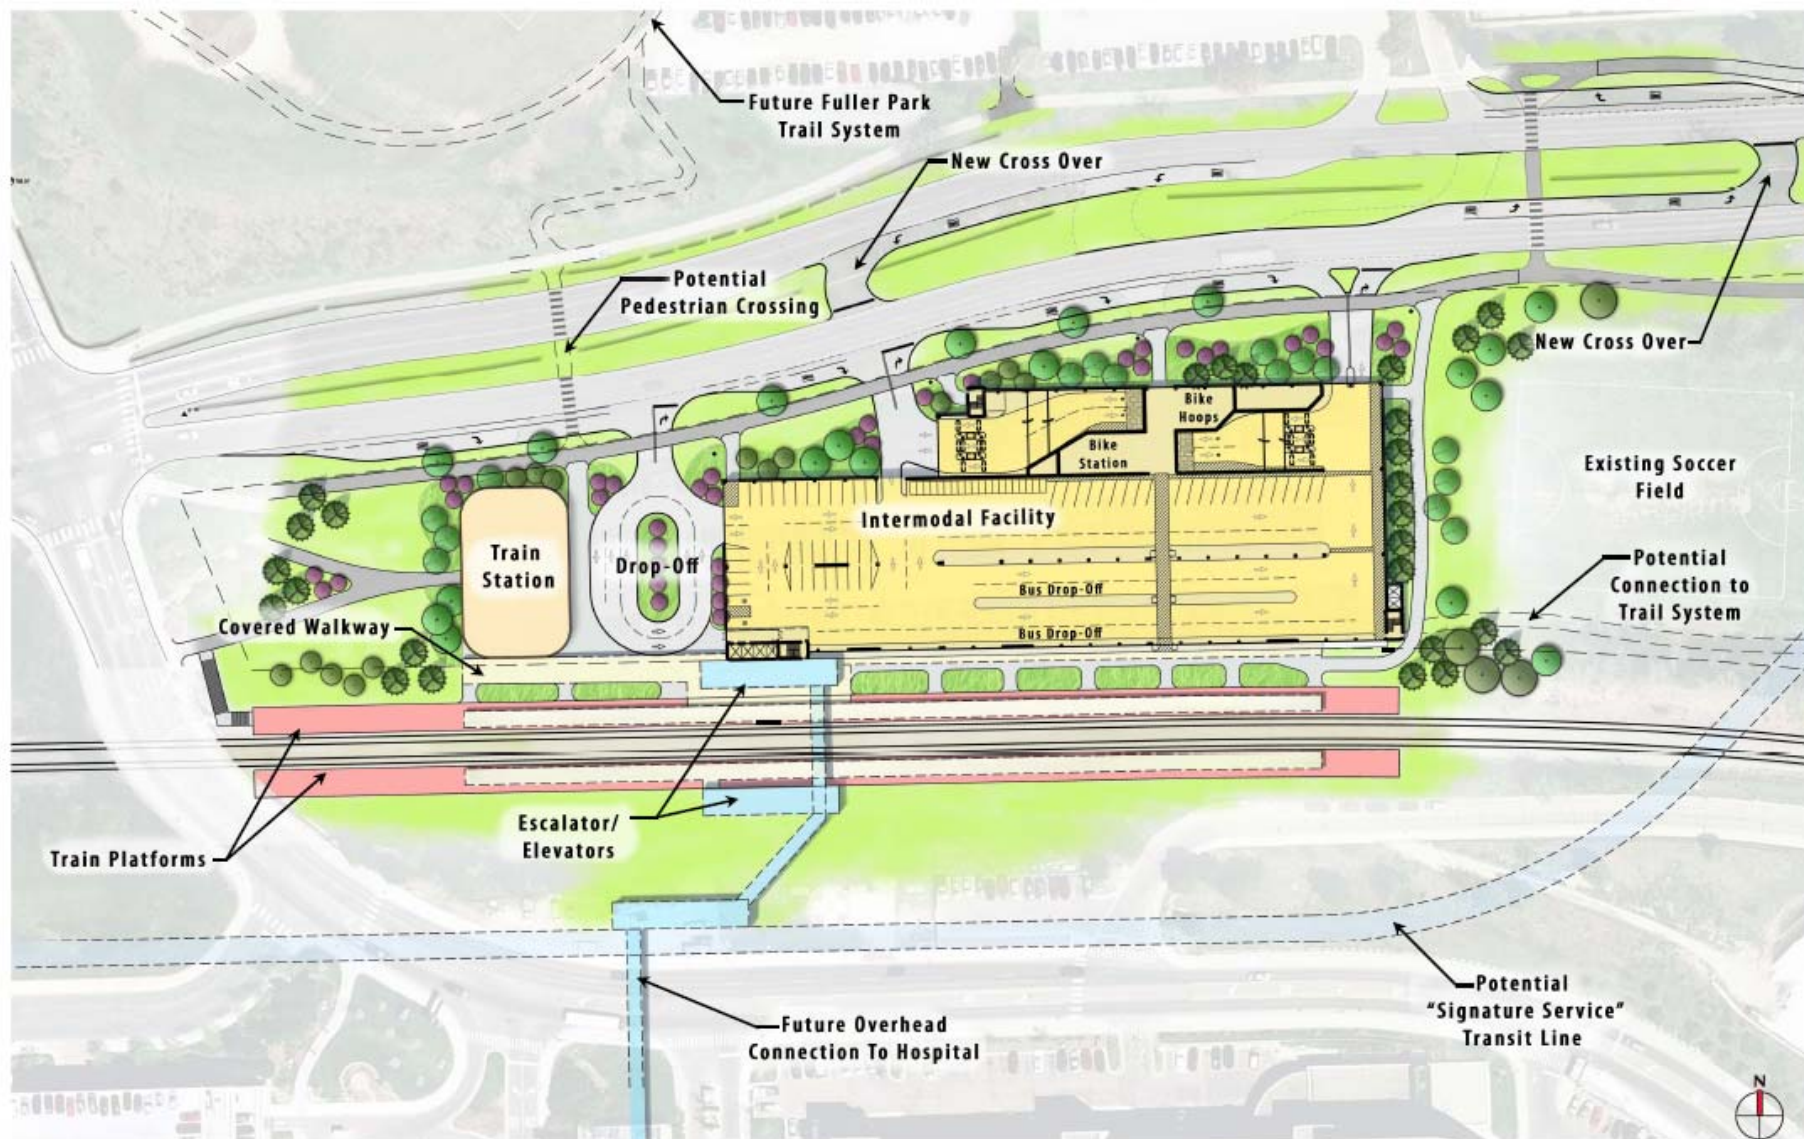 Future Fuller Park
Trail System
New Cross Over
Potential
Pedestrian Crossing
New Cross Over
Bike
Hoops
Bike
Station
Existing Soccer
Field
Intermodal Facility
Train
Station
Drop-Off
Bus Drop-Off
Bus Drop-Off
Potential
Connection to
Trail System
Covered Walkway
Escalator/
Elevators
Train Platforms
Potential
"Signature Service"
Transit Line
Future Overhead
Connection To Hospital
N